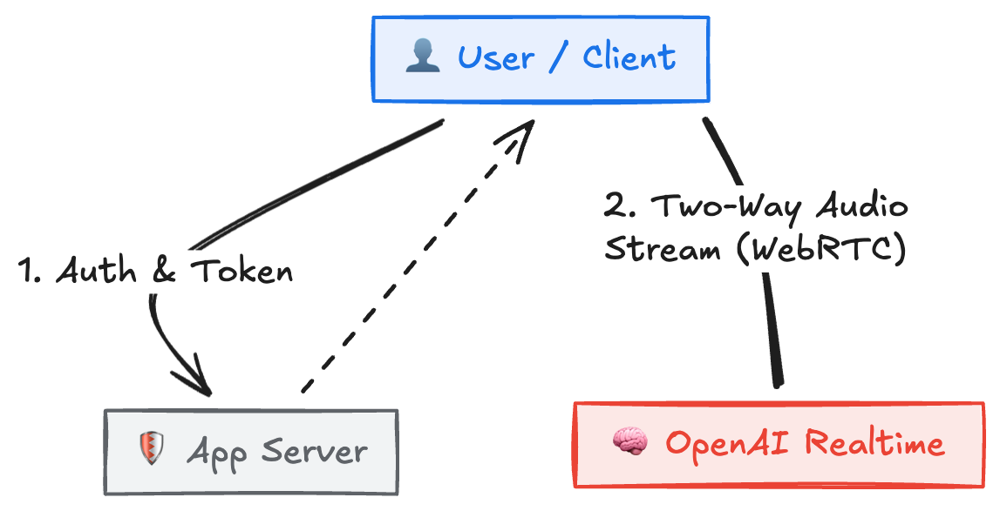 User / Client
2. Two-Way Audio
Stream (WebRTC)
1. Auth & Token
App Server
OpenAI Realtime